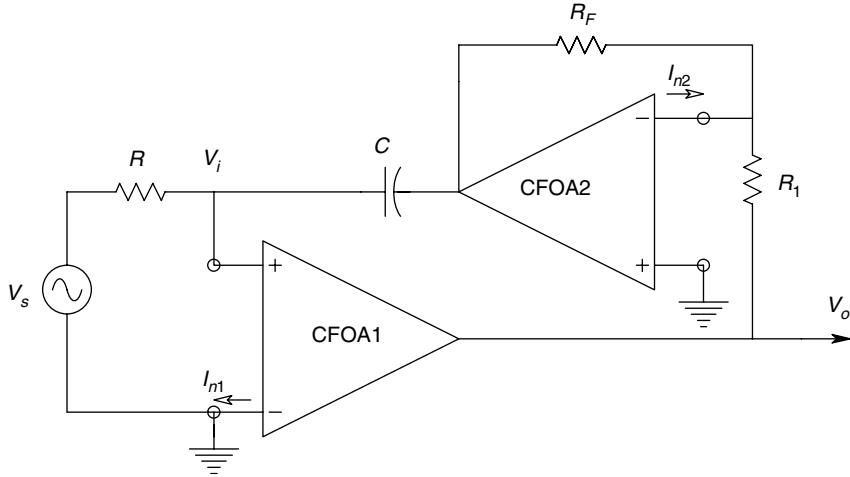 R_F
I_n2
−
R
V_i
C
CFOA2
R_1
+
+
V_s
V_o
CFOA1
I_n1
−